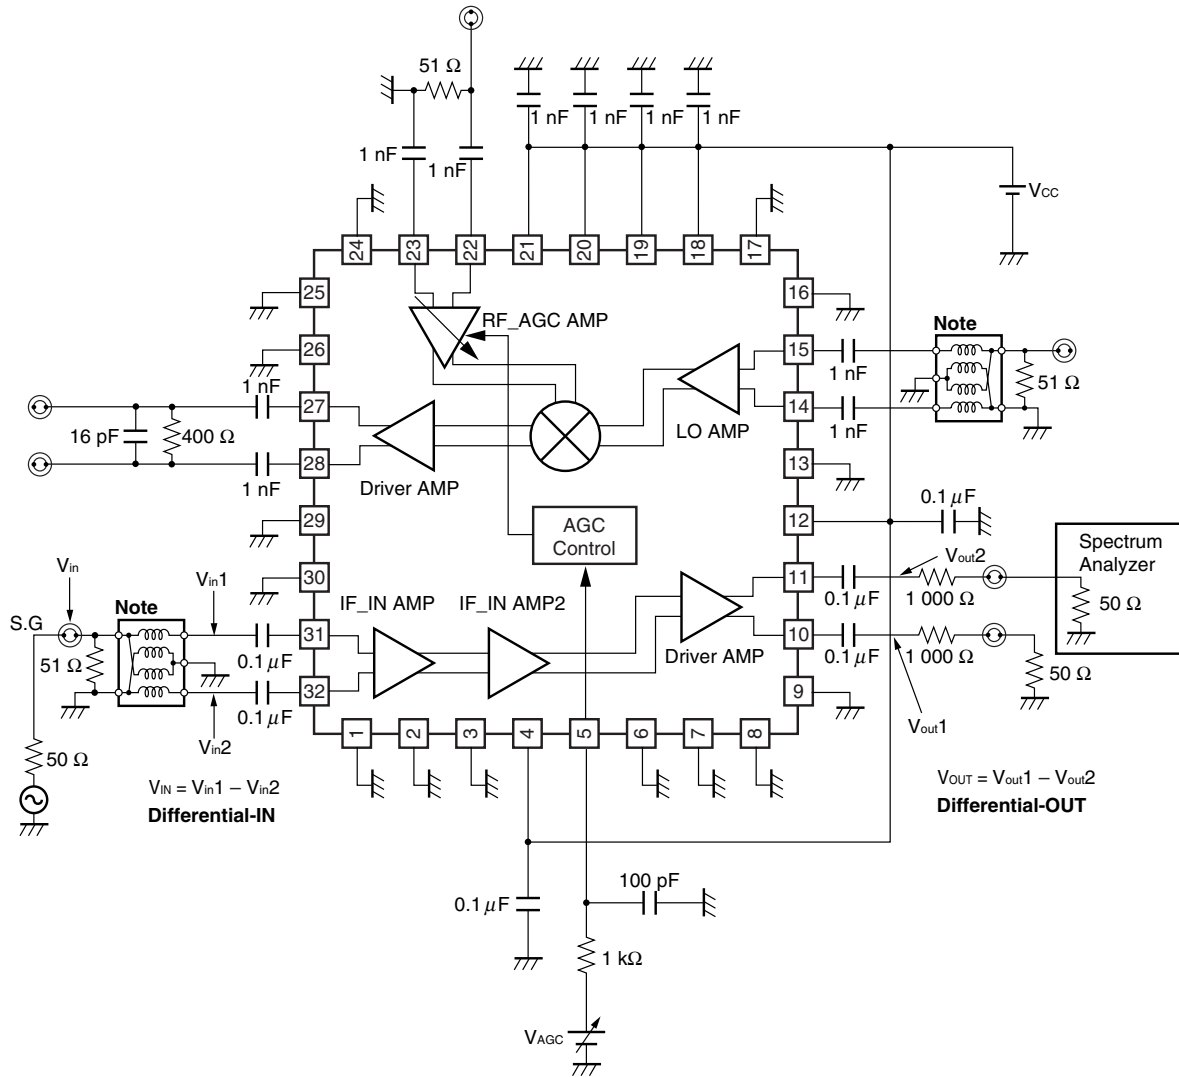 51 Ω
1 nF 1 nF 1 nF 1 nF
1 nF
1 nF
VCC
24 23 22 21 20 19 18 17
25
16
RF_AGC AMP
Note
26
15
1 nF
1 nF
51 Ω
27
14
16 pF
400 Ω
LO AMP
1 nF
28
13
1 nF
Driver AMP
0.1 μF
29
AGC
Control
12
Vout2
Spectrum
Analyzer
Vin
Vin1
30
11
0.1 μF
1 000 Ω
50 Ω
Note
IF_IN AMP
IF_IN AMP2
S.G
31
10
51 Ω
0.1 μF
Driver AMP
0.1 μF
1 000 Ω
50 Ω
32
9
0.1 μF
Vout1
Vin2
1 2 3 4 5 6 7 8
50 Ω
VIN = Vin1 – Vin2
Differential-IN
VOUT = Vout1 – Vout2
Differential-OUT
100 pF
0.1 μF
1 kΩ
VAGC